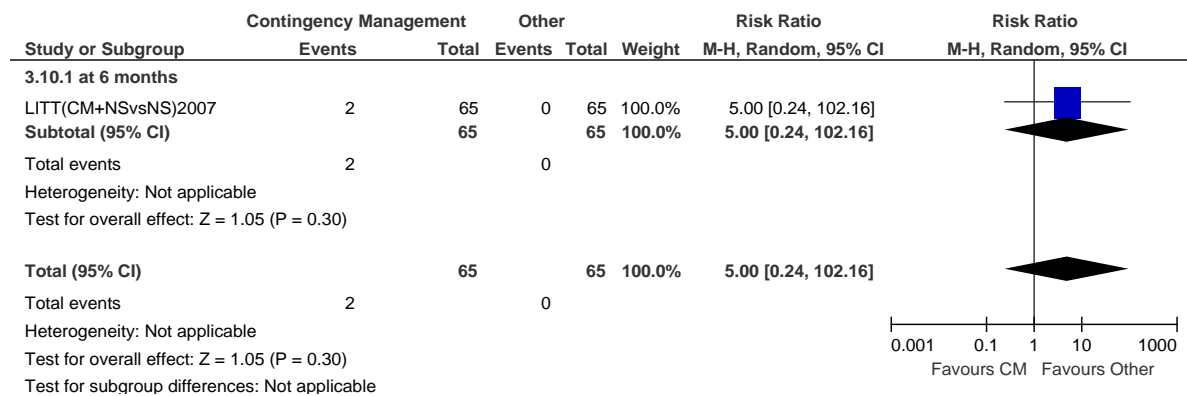 Contingency Management Other Risk Ratio Risk Ratio
Study or Subgroup Events Total Events Total Weight M-H, Random, 95% CI M-H, Random, 95% CI
3.10.1 at 6 months
LITT(CM+NSvsNS)2007 2 65 0 65 100.0% 5.00 [0.24, 102.16]
Subtotal (95% CI) 65 65 100.0% 5.00 [0.24, 102.16]
Total events 2 0
Heterogeneity: Not applicable
Test for overall effect: Z = 1.05 (P = 0.30)
Total (95% CI) 65 65 100.0% 5.00 [0.24, 102.16]
Total events 2 0
Heterogeneity: Not applicable
Test for overall effect: Z = 1.05 (P = 0.30)
Test for subgroup differences: Not applicable
0.001 0.1 1 10 1000
Favours CM Favours Other